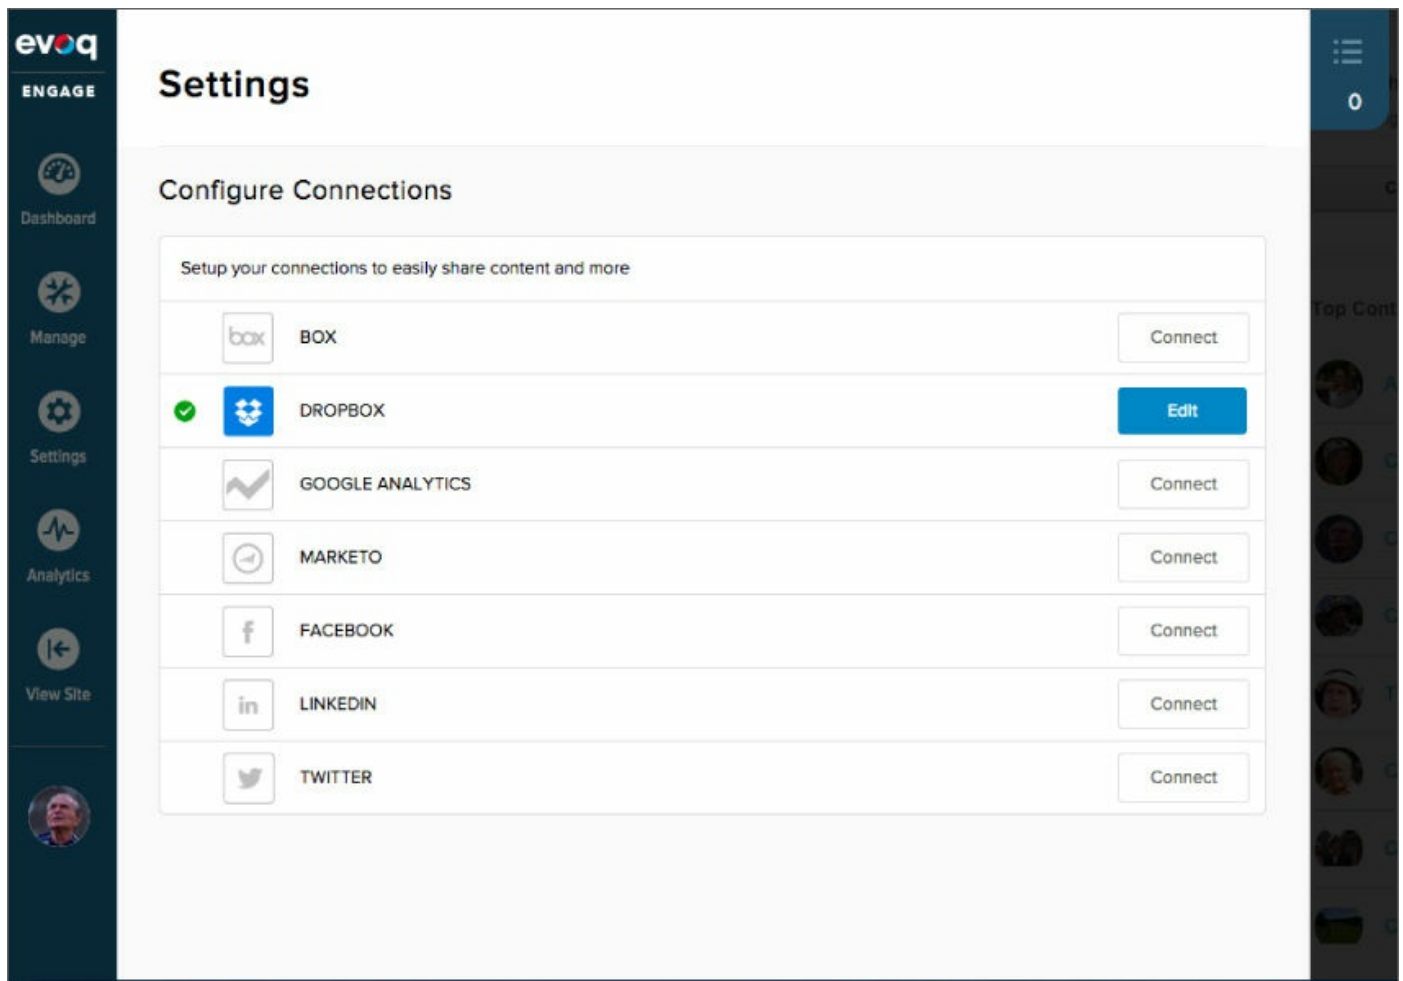 evoq
ENGAGE
Dashboard
Manage
Settings
Analytics
View Site
Settings
Configure Connections
Setup your connections to easily share content and more
box BOX Connect
DROPBOX Edit
GOOGLE ANALYTICS Connect
MARKETO Connect
f FACEBOOK Connect
in LINKEDIN Connect
TWITTER Connect
0
Top Cont